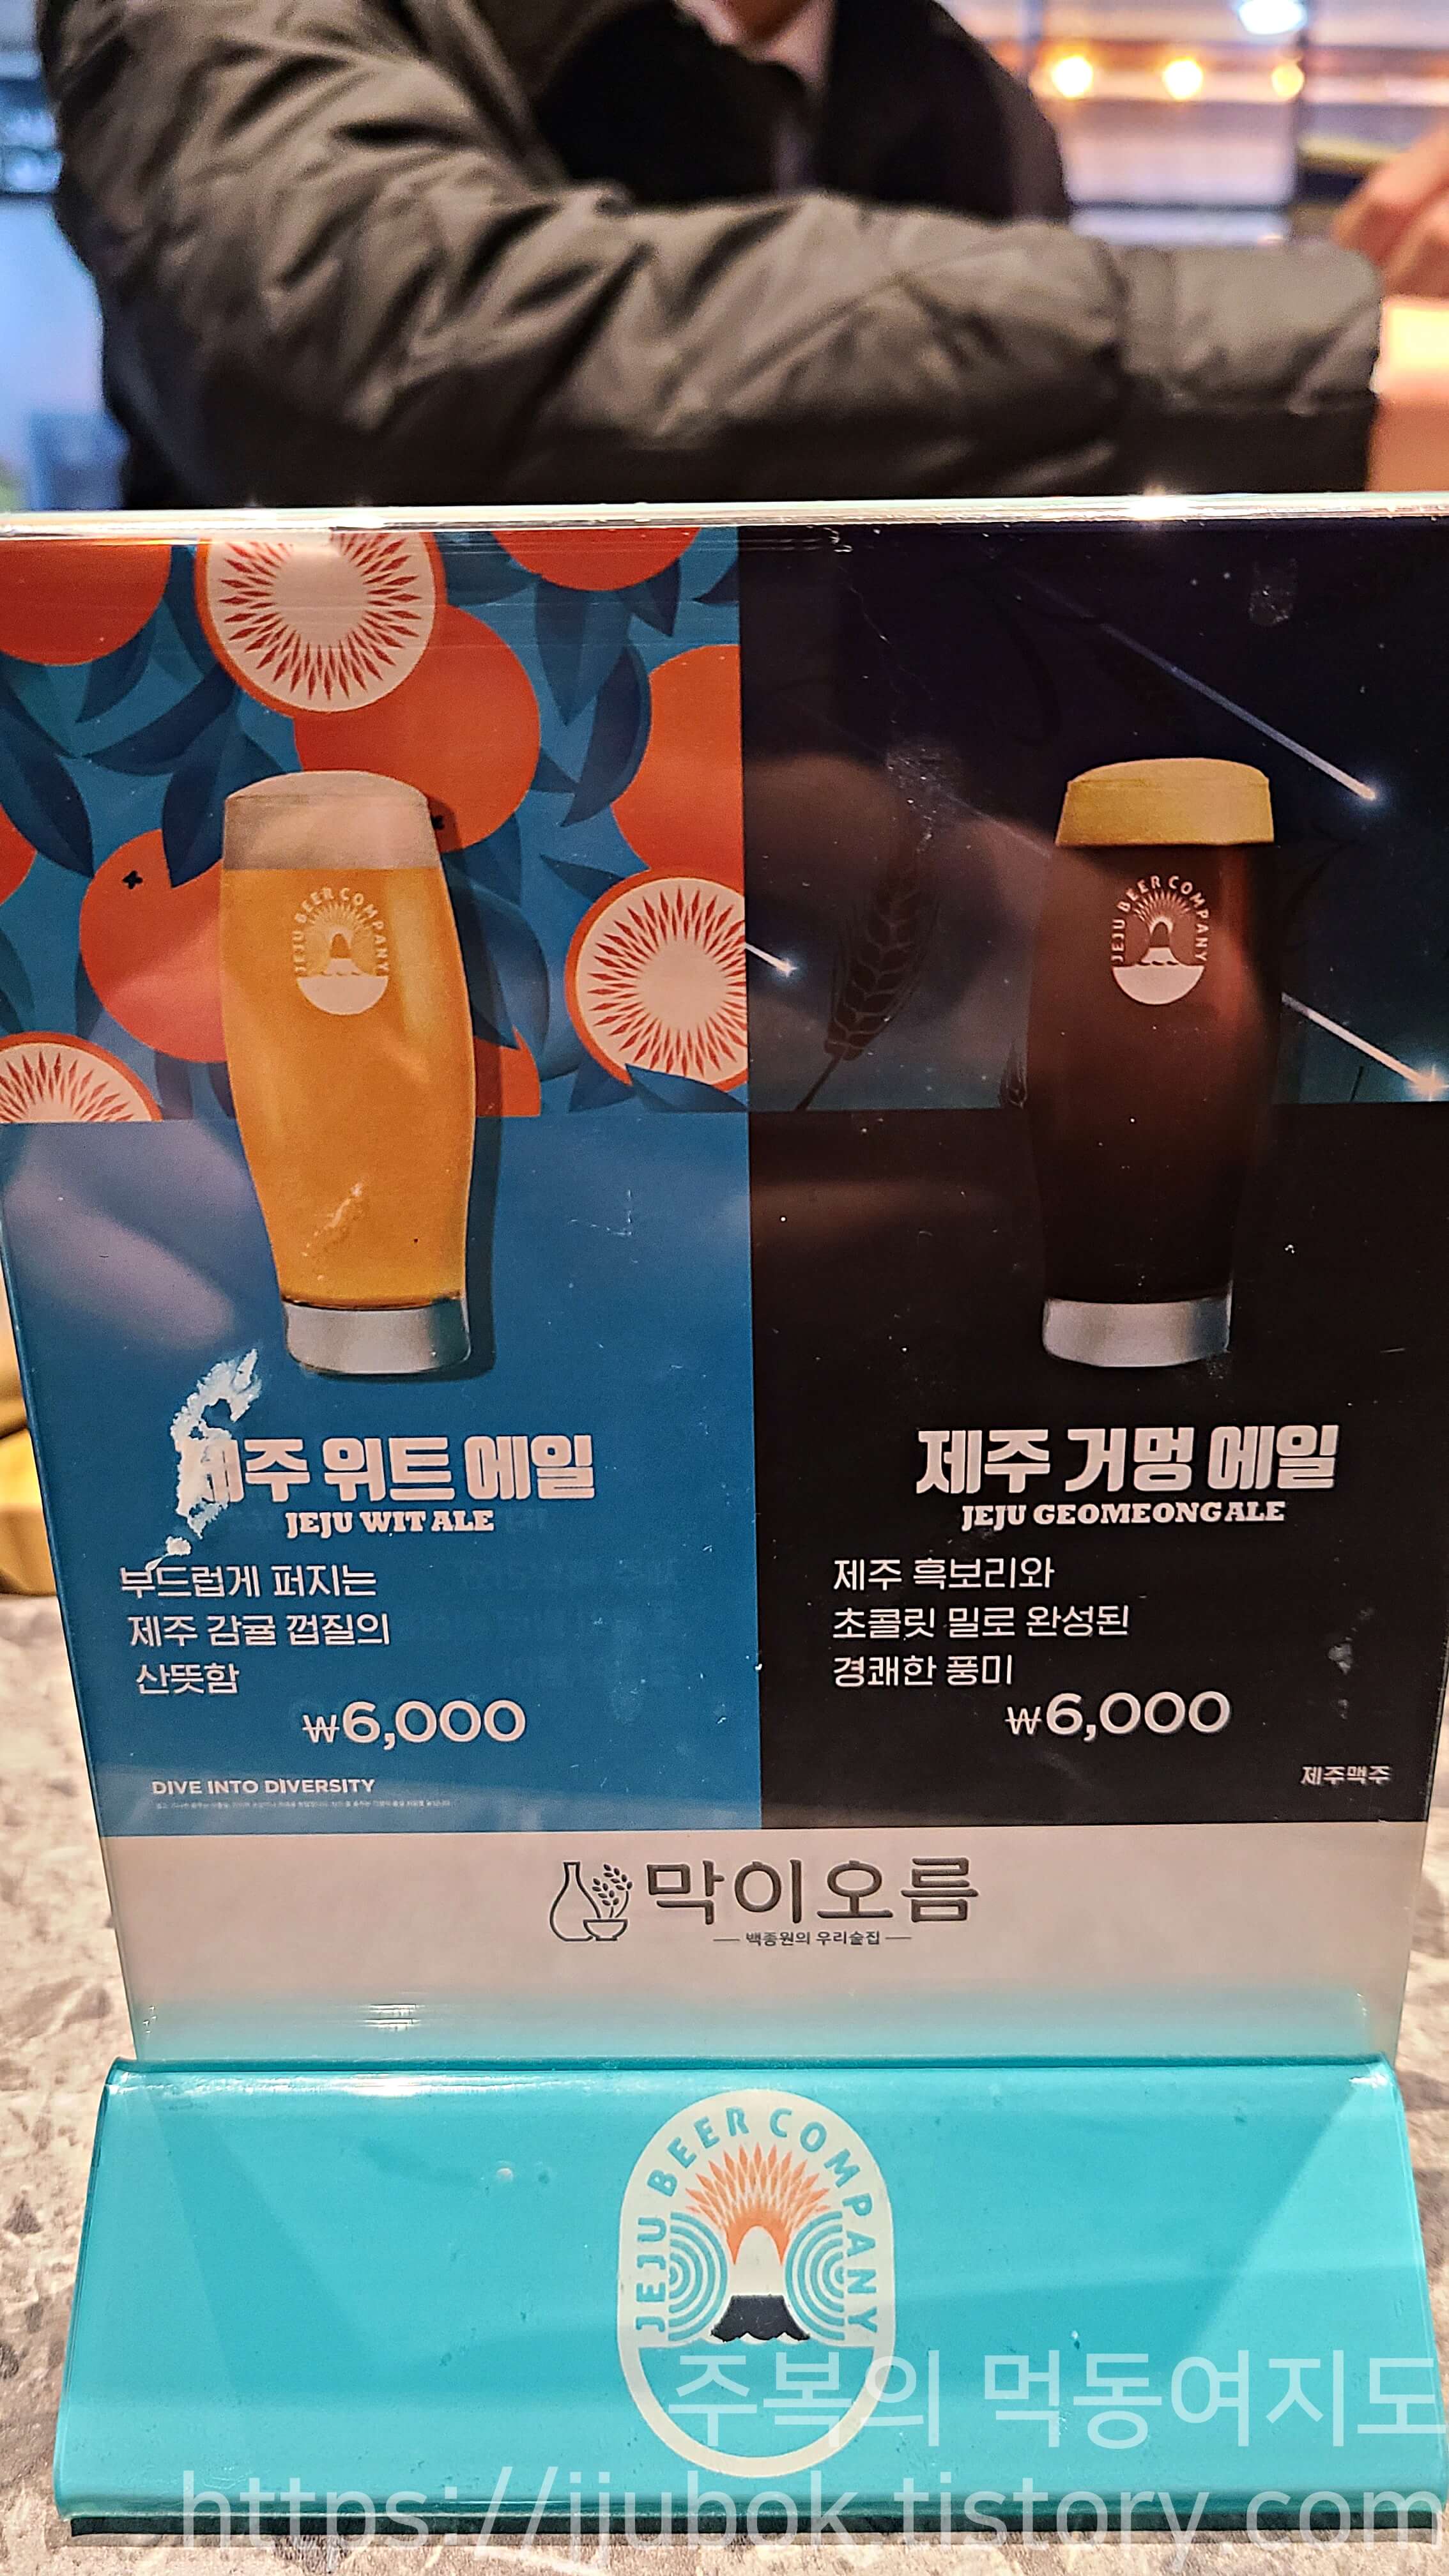 JEJU BEER COMPANY
JEJU BEER COMPANY
제주 위트 에일
JEJU WIT ALE
부드럽게 퍼지는
제주 감귤 껍질의
산뜻함
₩6,000
DIVE INTO DIVERSITY
제주 거멍 에일
JEJU GEOMEONG ALE
제주 흑보리와
초콜릿 밀로 완성된
경쾌한 풍미
₩6,000
제주맥주
막이오름
백종원의 우리술집
JEJU BEER COMPANY
주복의 먹동여지도
https://jjubok.tistory.com